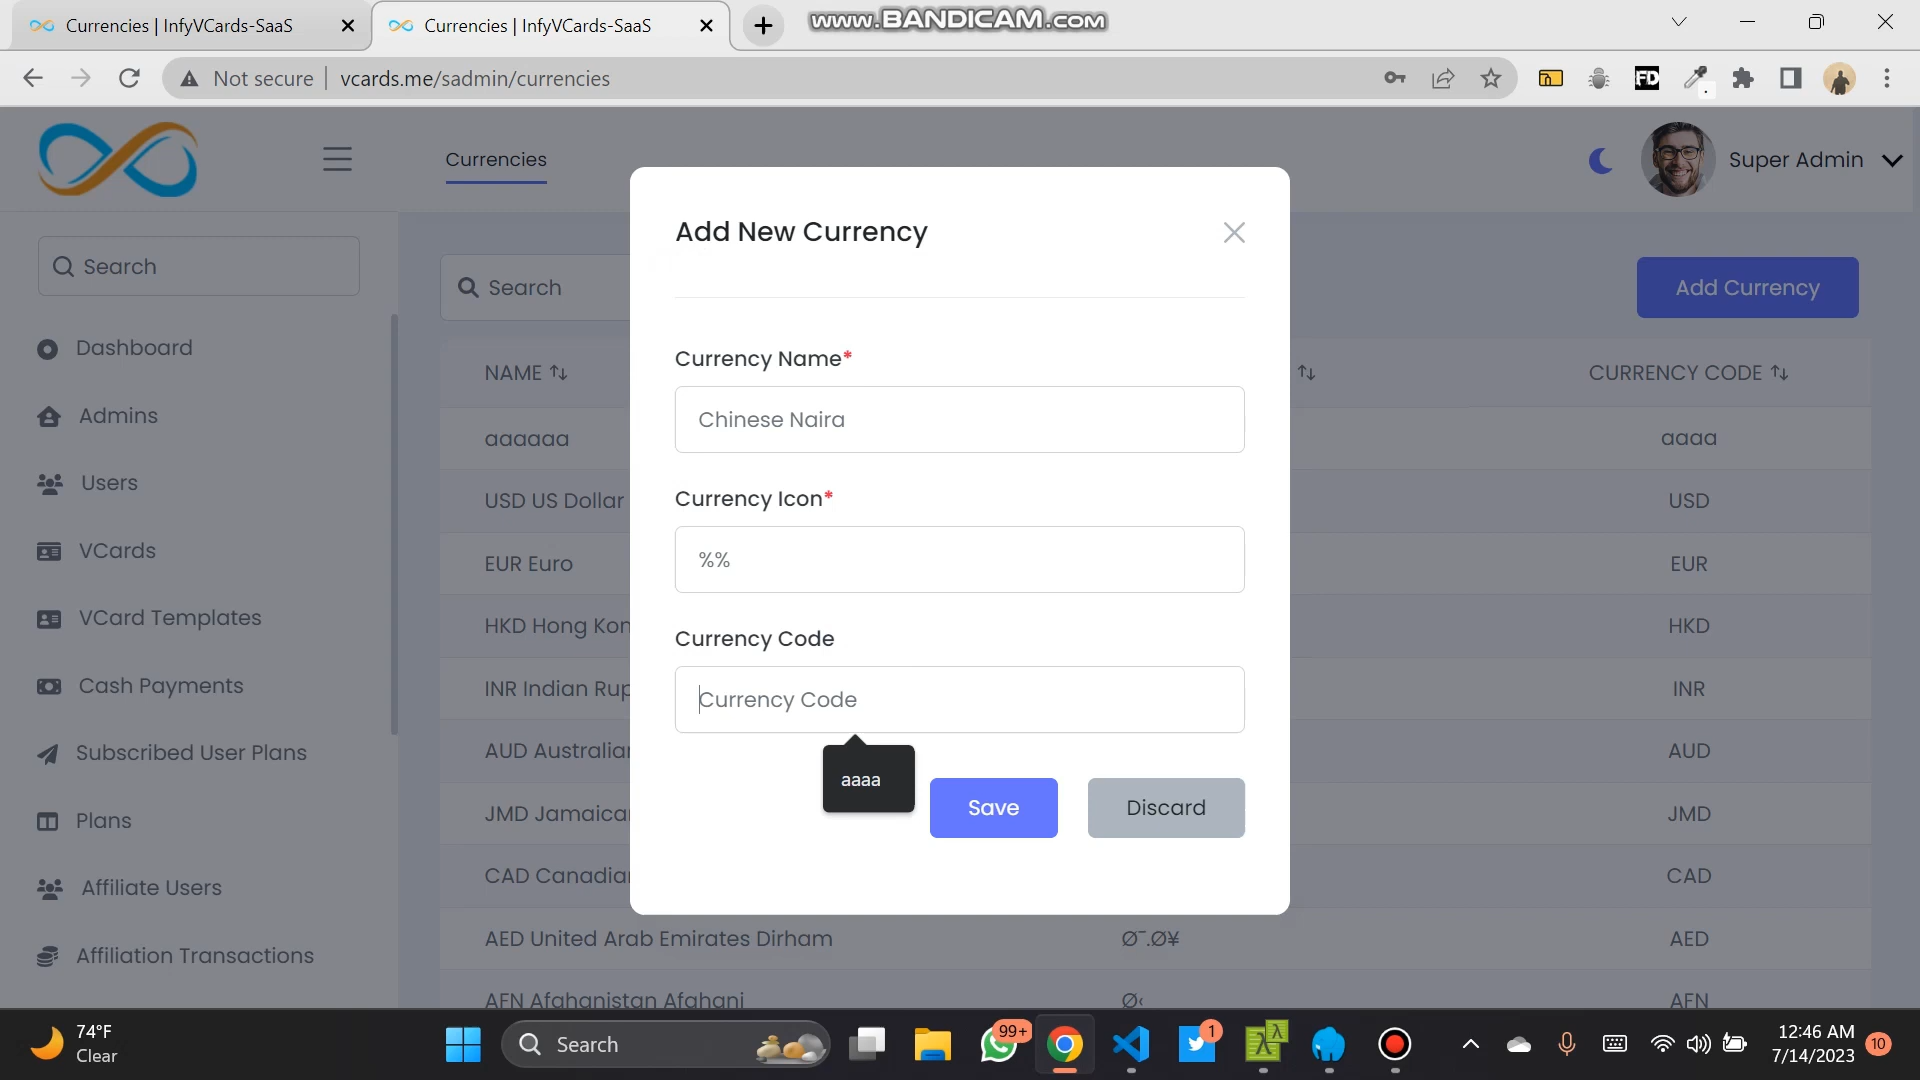 Currencies | InfyVCards-SaaS
Currencies | InfyVCards-SaaS
www.BANDICAM.com
Not secure
vcards.me/sadmin/currencies
FD
Currencies
Super Admin
Search
Dashboard
Admins
Users
VCards
VCard Templates
Cash Payments
Subscribed User Plans
Plans
Affiliate Users
Affiliation Transactions
Search
Add Currency
NAME
CURRENCY CODE
aaaaaa
aaaa
USD US Dollar
USD
EUR Euro
EUR
HKD Hong Kon
HKD
INR Indian Rup
INR
AUD Australian
AUD
JMD Jamaica
JMD
CAD Canadian
CAD
AED United Arab Emirates Dirham
Ø¯.Ø¥
AED
AFN Afghanistan Afghani
Ø‹
AFN
Add New Currency
Currency Name*
Chinese Naira
Currency Icon*
%%
Currency Code
Currency Code
aaaa
Save
Discard
74°F
Clear
Search
99+
1
12:46 AM
7/14/2023
10